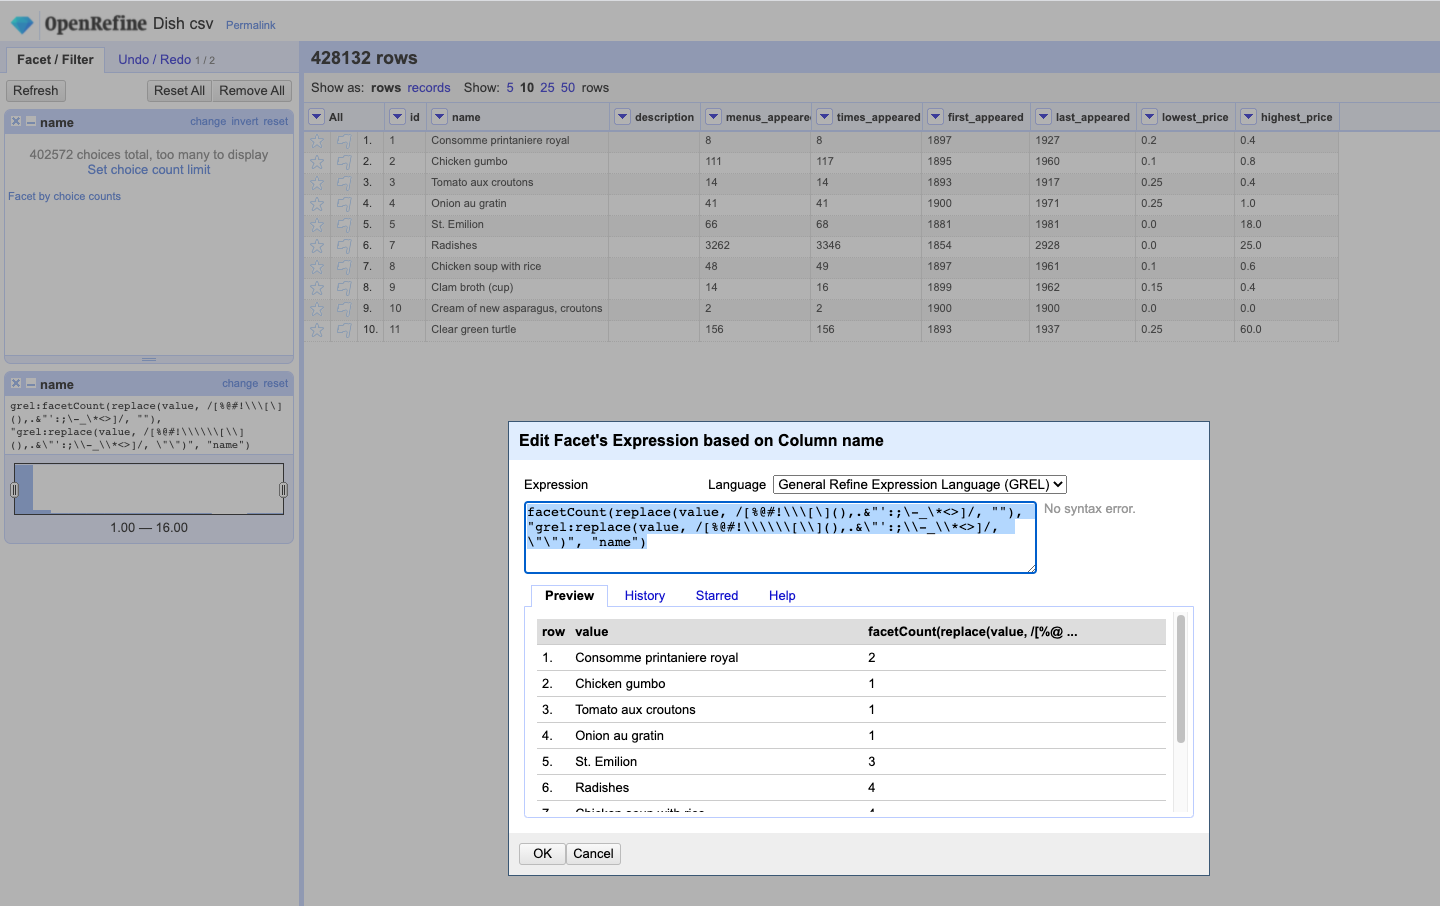 OpenRefine Dish csv Permalink
Facet / Filter Undo / Redo 1 / 2
Refresh Reset All Remove All
name change invert reset
402572 choices total, too many to display
Set choice count limit
Facet by choice counts
name change reset
grel:facetCount(replace(value, /[%@#!\\\[\]
(),.&"':;\-_\*<>]/, ""),
"grel:replace(value, /[%@#!\\\\\\[\\]
(),.&\"':;\\-_\\*<>]/, \"\")", "name")
1.00 — 16.00
428132 rows
Show as: rows records Show: 5 10 25 50 rows
All id name description menus_appeare times_appeared first_appeared last_appeared lowest_price highest_price
1. 1 Consomme printaniere royal 8 8 1897 1927 0.2 0.4
2. 2 Chicken gumbo 111 117 1895 1960 0.1 0.8
3. 3 Tomato aux croutons 14 14 1893 1917 0.25 0.4
4. 4 Onion au gratin 41 41 1900 1971 0.25 1.0
5. 5 St. Emilion 66 68 1881 1981 0.0 18.0
6. 7 Radishes 3262 3346 1854 2928 0.0 25.0
7. 8 Chicken soup with rice 48 49 1897 1961 0.1 0.6
8. 9 Clam broth (cup) 14 16 1899 1962 0.15 0.4
9. 10 Cream of new asparagus, croutons 2 2 1900 1900 0.0 0.0
10. 11 Clear green turtle 156 156 1893 1937 0.25 60.0
Edit Facet's Expression based on Column name
Expression Language General Refine Expression Language (GREL)
facetCount(replace(value, /[%@#!\\\[\](),.&"':;\-_\*<>]/, ""),
"grel:replace(value, /[%@#!\\\\\\[\\](),.&\"':;\\-_\\*<>]/,
\"\")", "name")
No syntax error.
Preview History Starred Help
row value facetCount(replace(value, /[%@ ...
1. Consomme printaniere royal 2
2. Chicken gumbo 1
3. Tomato aux croutons 1
4. Onion au gratin 1
5. St. Emilion 3
6. Radishes 4
7. Chicken soup with rice 4
OK Cancel